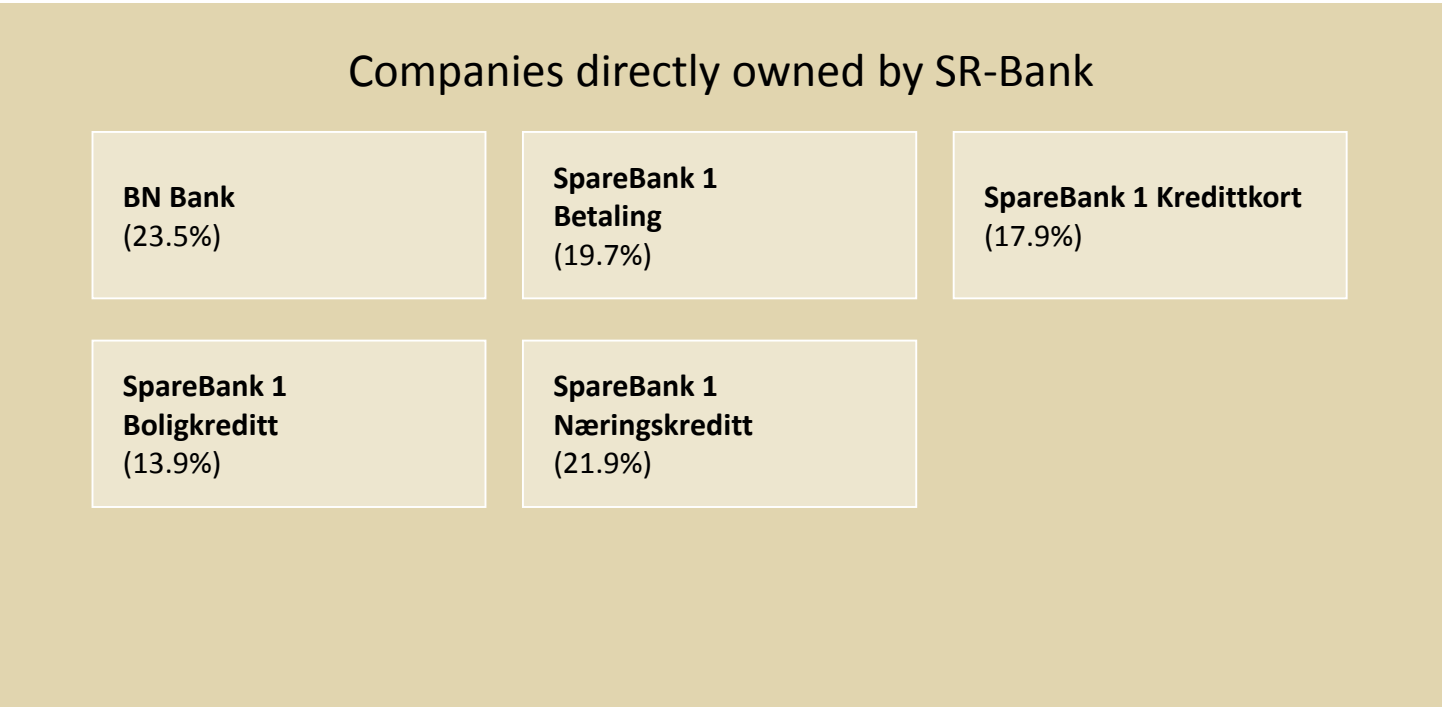 Companies directly owned by SR-Bank
BN Bank
(23.5%)
SpareBank 1
Betaling
(19.7%)
SpareBank 1 Kredittkort
(17.9%)
SpareBank 1
Boligkreditt
(13.9%)
SpareBank 1
Næringskreditt
(21.9%)